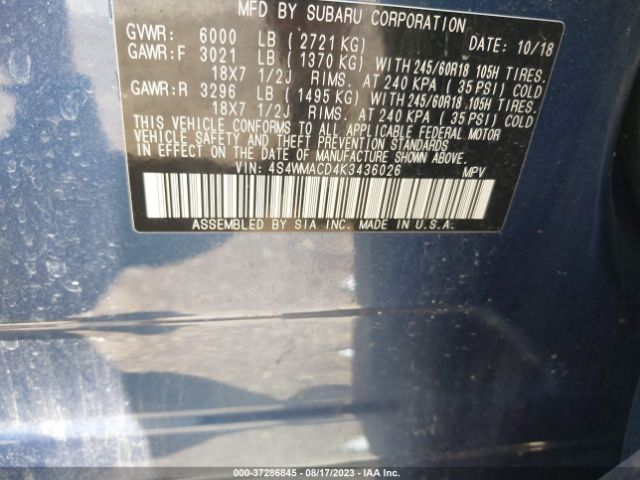 MFD BY SUBARU CORPORATION
GVWR: 6000 LB ( 2721 KG) DATE: 10/18
GAWR:F 3021 LB ( 1370 KG) WITH 245/60R18 105H TIRES.
18X7 1/2J RIMS. AT 240 KPA ( 35 PSI) COLD
GAWR:R 3296 LB ( 1495 KG) WITH 245/60R18 105H TIRES.
18X7 1/2J RIMS. AT 240 KPA ( 35 PSI) COLD
THIS VEHICLE CONFORMS TO ALL APPLICABLE FEDERAL MOTOR
VEHICLE SAFETY AND THEFT PREVENTION STANDARDS
IN EFFECT ON THE DATE OF MANUFACTURE SHOWN ABOVE.
VIN: 4S4WMACD4K3436026 MPV
ASSEMBLED BY SIA INC. MADE IN U.S.A.
000-37286845 - 08/17/2023 - IAA Inc.